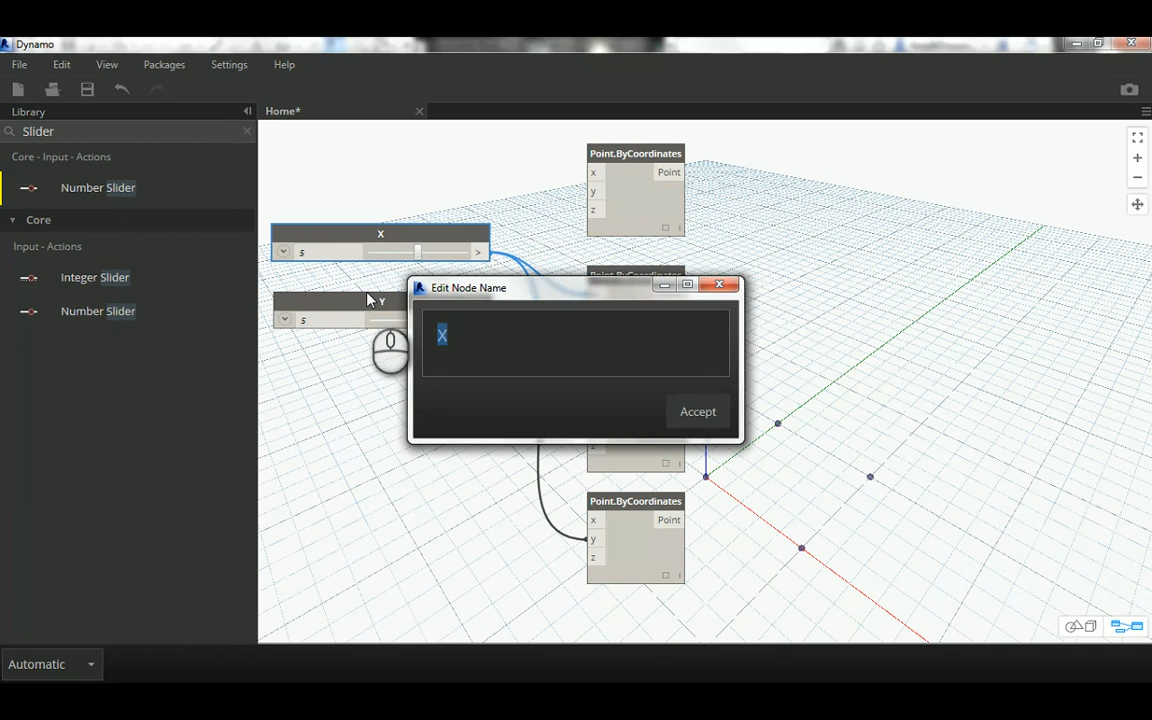 Dynamo
File Edit View Packages Settings Help
Library
Home*
Slider
Core - Input - Actions
Number Slider
Core
Input - Actions
Integer Slider
Number Slider
Point.ByCoordinates
x Point
y
z
X
5 >
Y
5
Edit Node Name
X
Accept
z
Point.ByCoordinates
x Point
y
z
Automatic